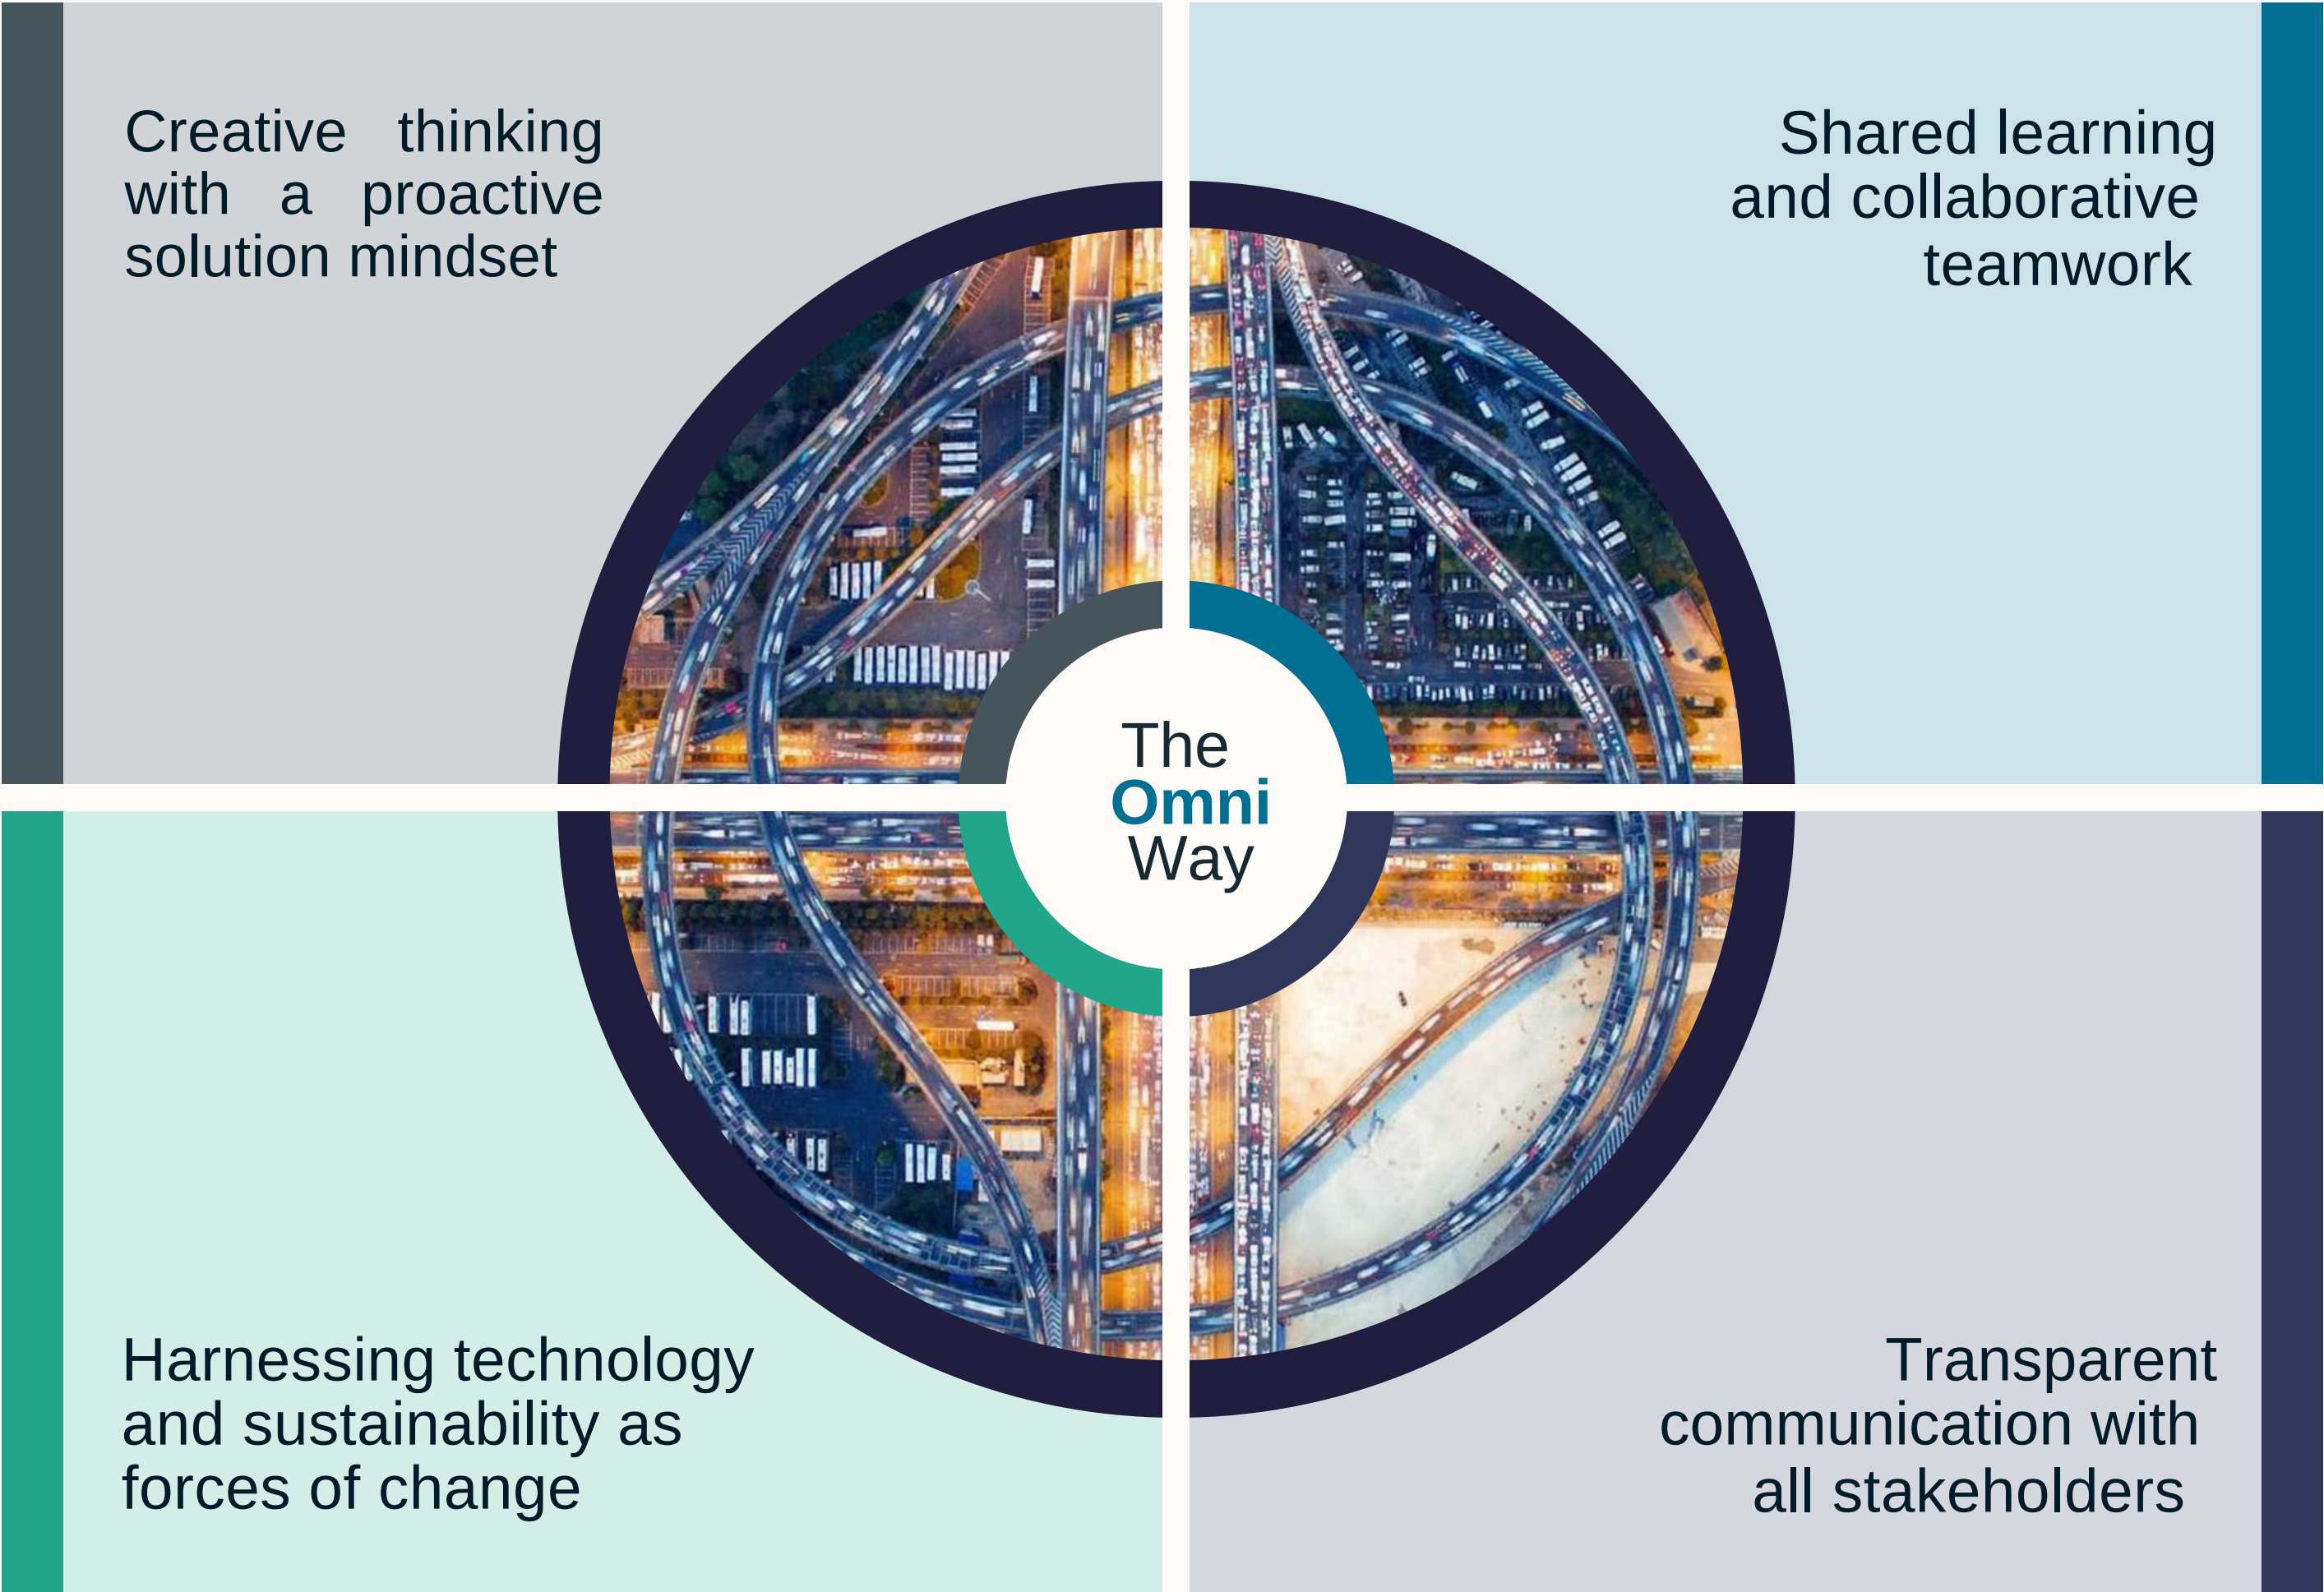 Creative thinking
with a proactive
solution mindset
Shared learning
and collaborative
teamwork
The
Omni
Way
Harnessing technology
and sustainability as
forces of change
Transparent
communication with
all stakeholders